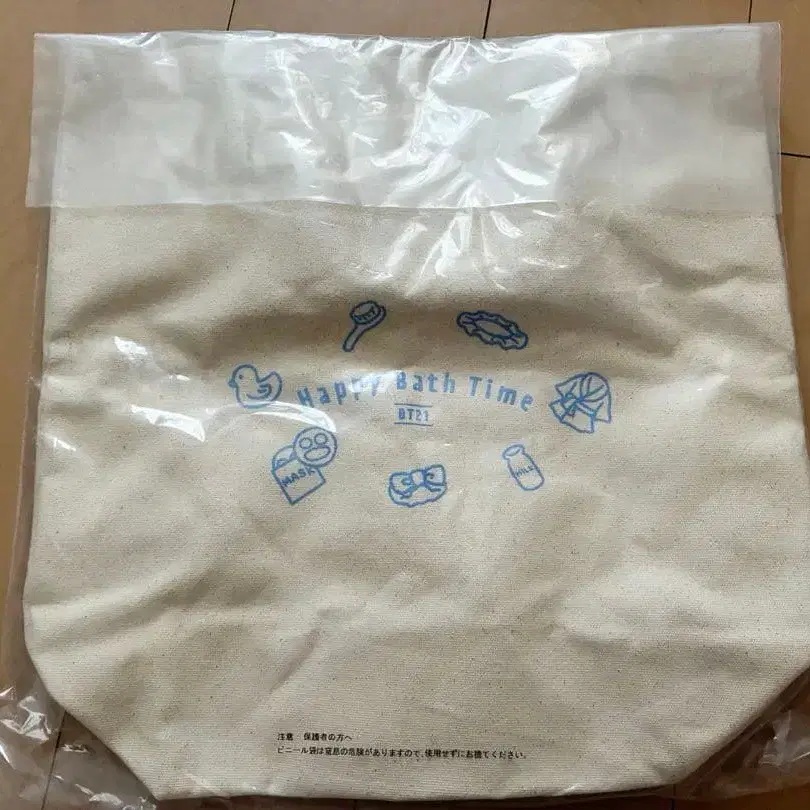 Happy Bath Time
BT21
MASK
MILK
注意 保護者の方へ
ビニール袋は窒息の危険がありますので、使用せずにお捨てください。